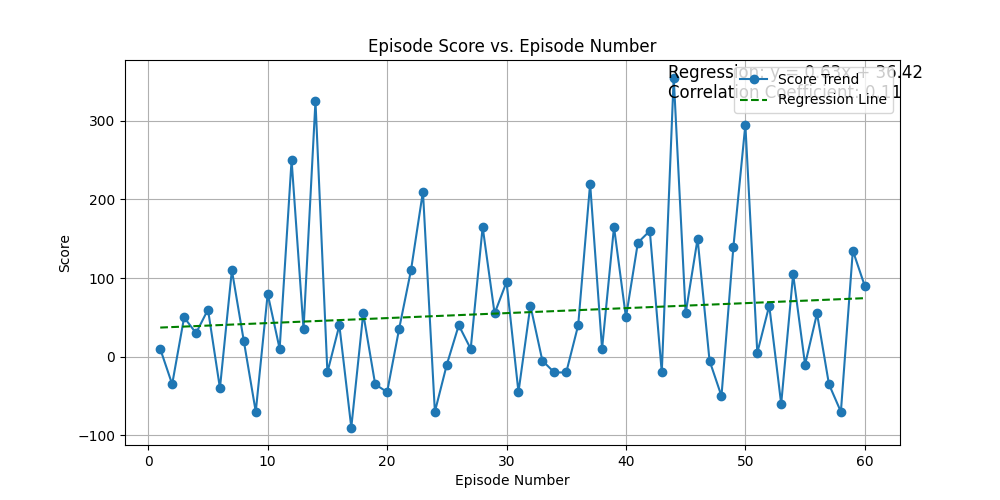 Episode Score vs. Episode Number
Regression: y = 0.63x + 36.42
Correlation Coefficient: 0.11
Score Trend
Regression Line
300
200
100
0
−100
Score
0 10 20 30 40 50 60
Episode Number